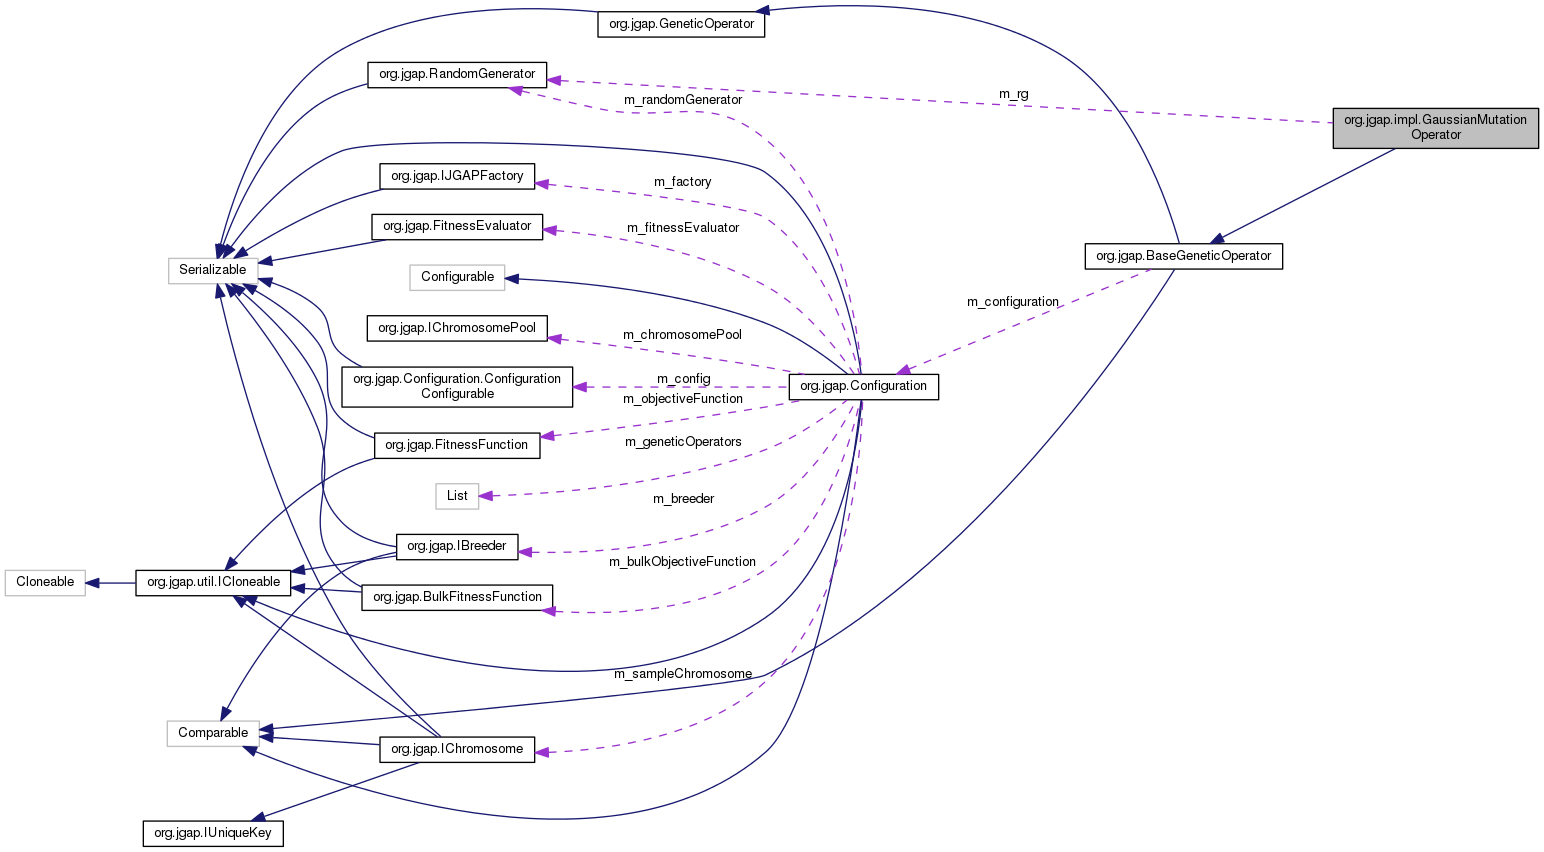 org.jgap.GeneticOperator
org.jgap.RandomGenerator
m_rg
m_randomGenerator
org.jgap.impl.GaussianMutation
Operator
org.jgap.IJGAPFactory
m_factory
org.jgap.FitnessEvaluator
m_fitnessEvaluator
org.jgap.BaseGeneticOperator
Serializable
Configurable
m_configuration
org.jgap.IChromosomePool
m_chromosomePool
org.jgap.Configuration.Configuration
Configurable
m_config
org.jgap.Configuration
m_objectiveFunction
org.jgap.FitnessFunction
m_geneticOperators
List
m_breeder
org.jgap.IBreeder
m_bulkObjectiveFunction
Cloneable
org.jgap.util.ICloneable
org.jgap.BulkFitnessFunction
m_sampleChromosome
Comparable
org.jgap.IChromosome
org.jgap.IUniqueKey